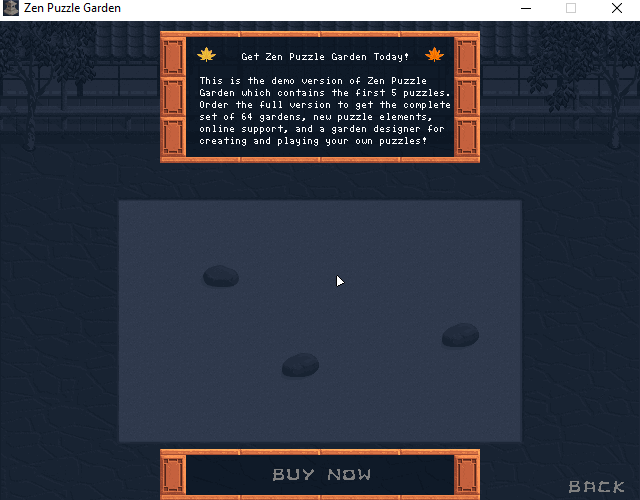 Zen Puzzle Garden
Get Zen Puzzle Garden Today!
This is the demo version of Zen Puzzle
Garden which contains the first 5 puzzles.
Order the full version to get the complete
set of 64 gardens, new puzzle elements,
online support, and a garden designer for
creating and playing your own puzzles!
BUY NOW
BACK